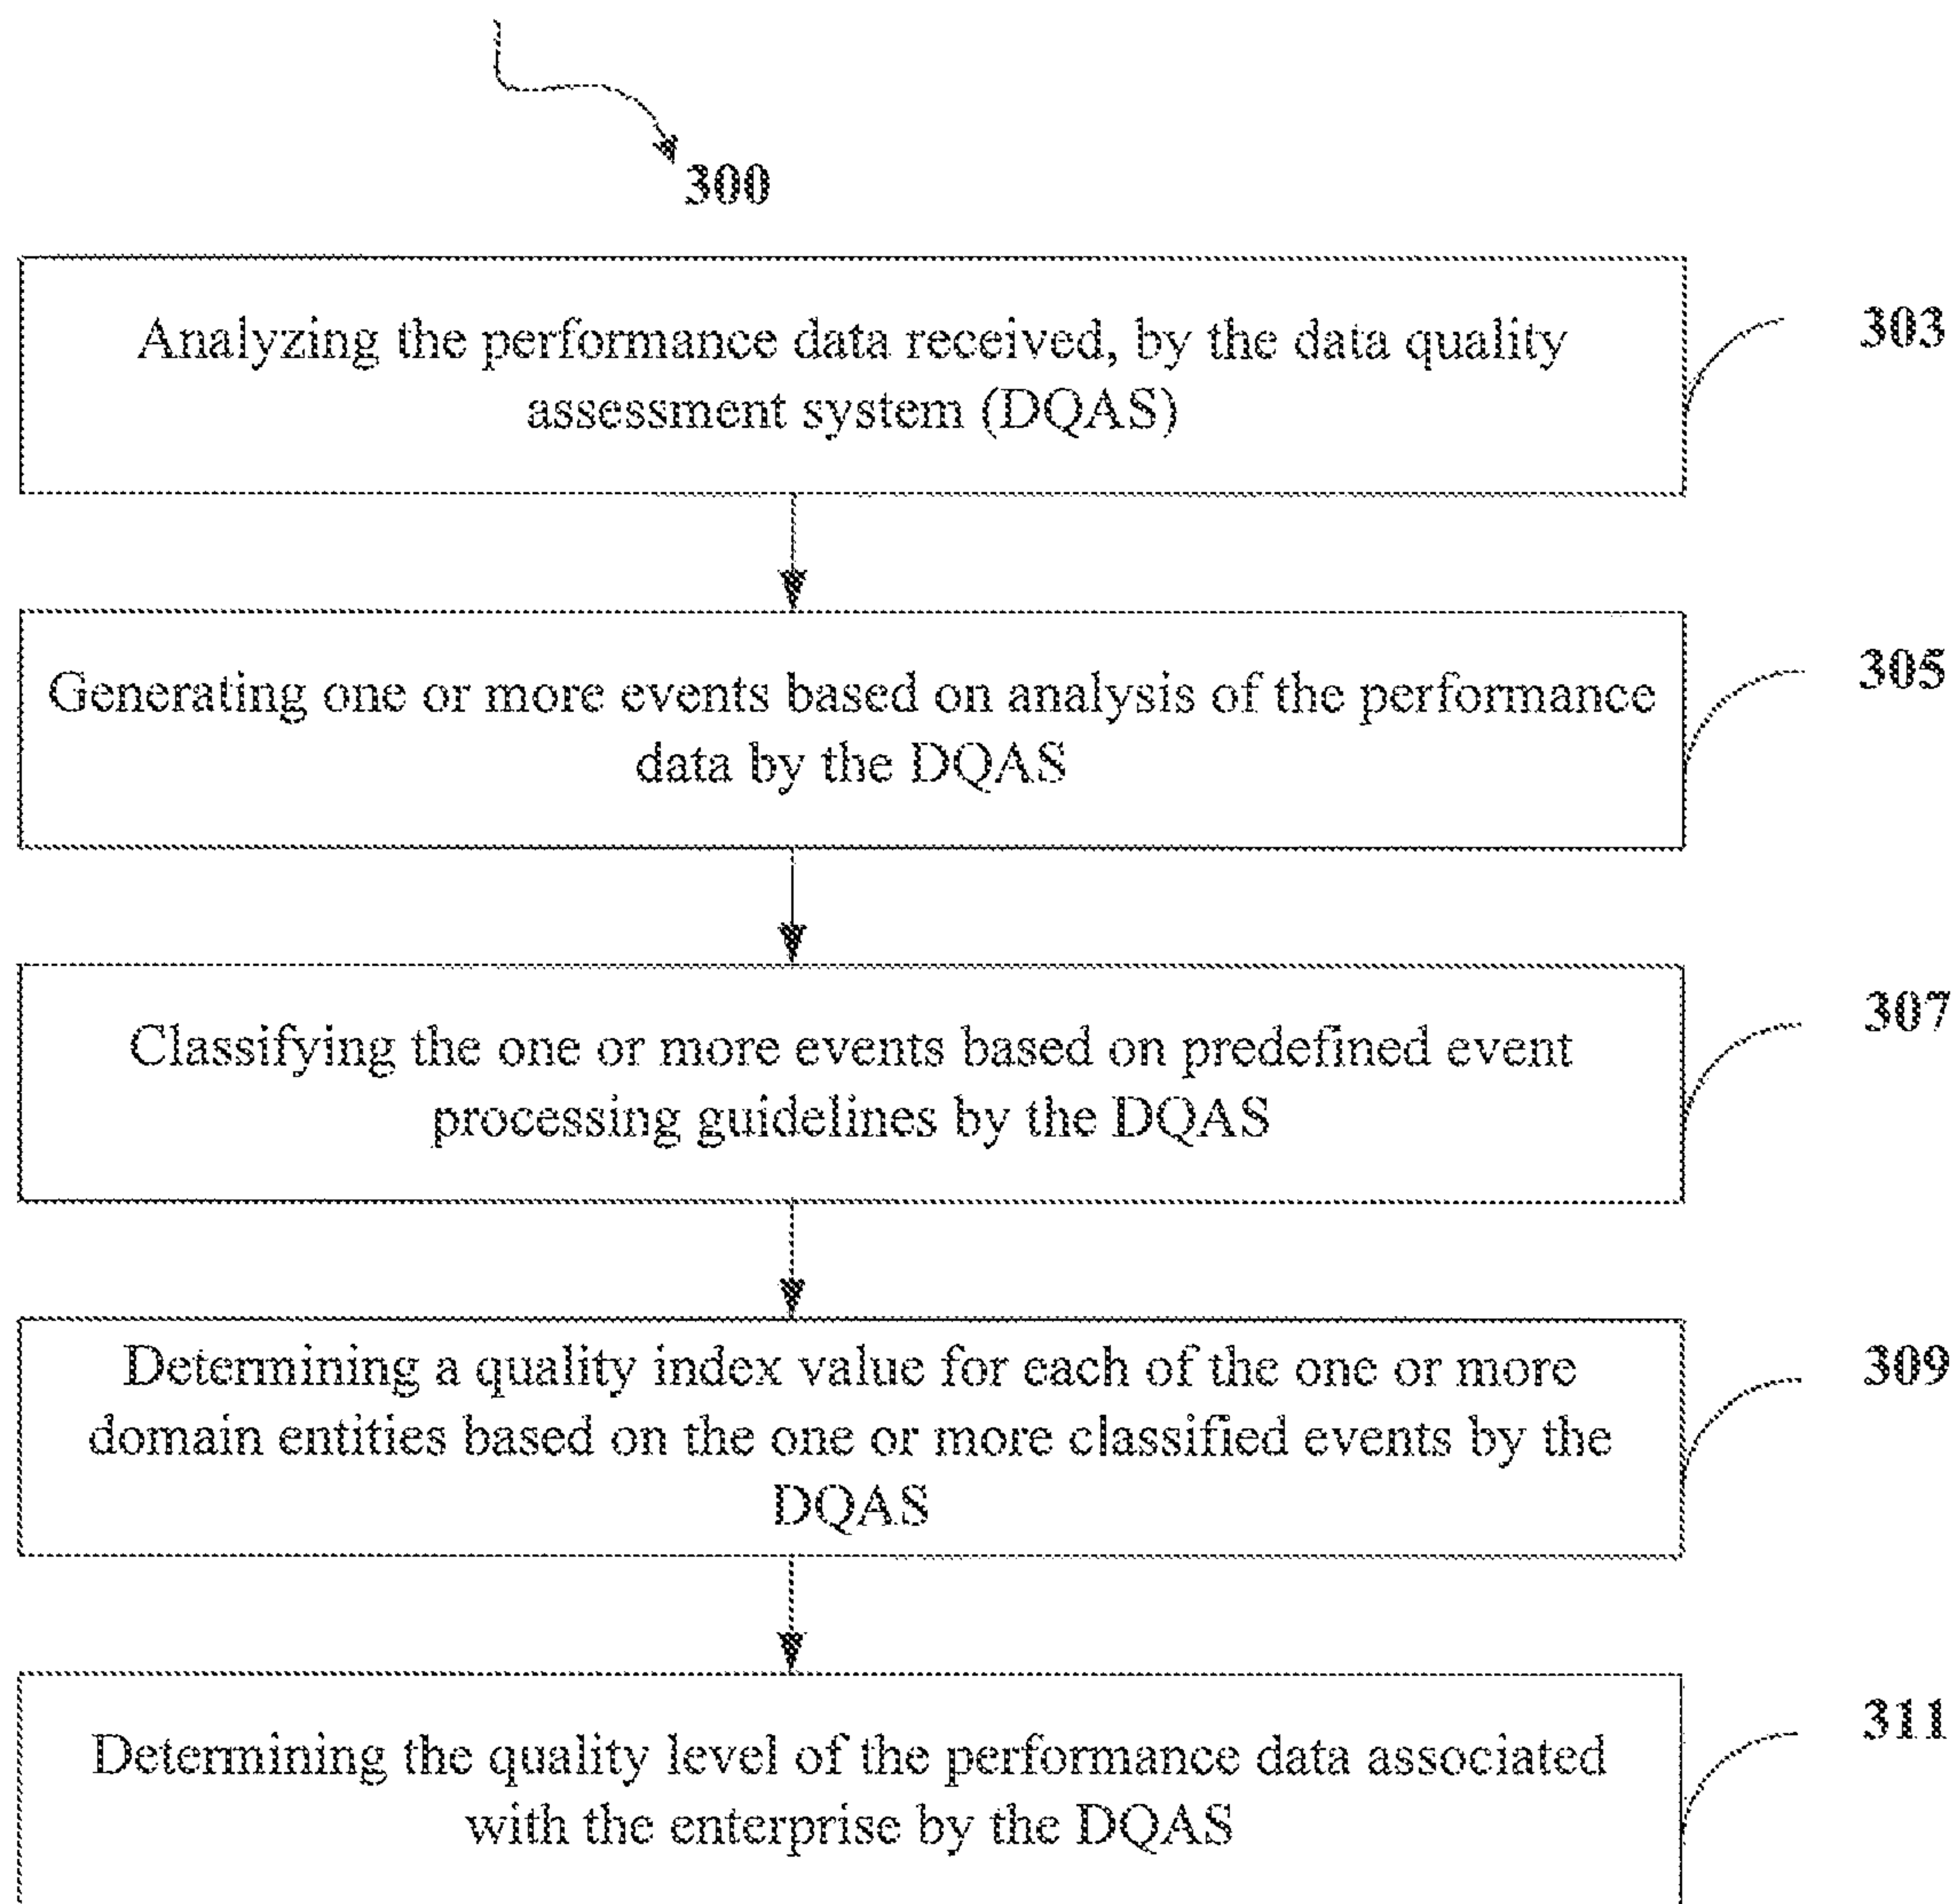 300
Analyzing the performance data received, by the data quality
assessment system (DQAS)
303
Generating one or more events based on analysis of the performance
data by the DQAS
305
Classifying the one or more events based on predefined event
processing guidelines by the DQAS
307
Determining a quality index value for each of the one or more
domain entities based on the one or more classified events by the
DQAS
309
Determining the quality level of the performance data associated
with the enterprise by the DQAS
311